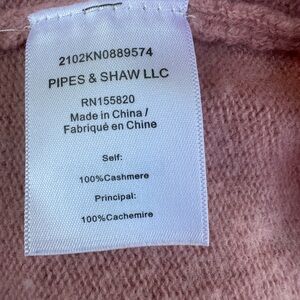 2102KN0889574
PIPES & SHAW LLC
RN155820
Made in China /
Fabriqué en Chine
Self:
100%Cashmere
Principal:
100%Cachemire